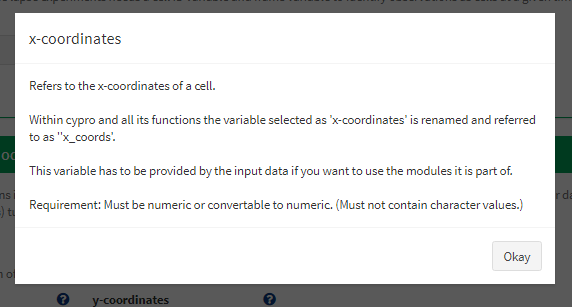 x-coordinates
Refers to the x-coordinates of a cell.
Within cypro and all its functions the variable selected as 'x-coordinates' is renamed and referred
to as ''x_coords'.
This variable has to be provided by the input data if you want to use the modules it is part of.
Requirement: Must be numeric or convertable to numeric. (Must not contain character values.)
Okay
y-coordinates